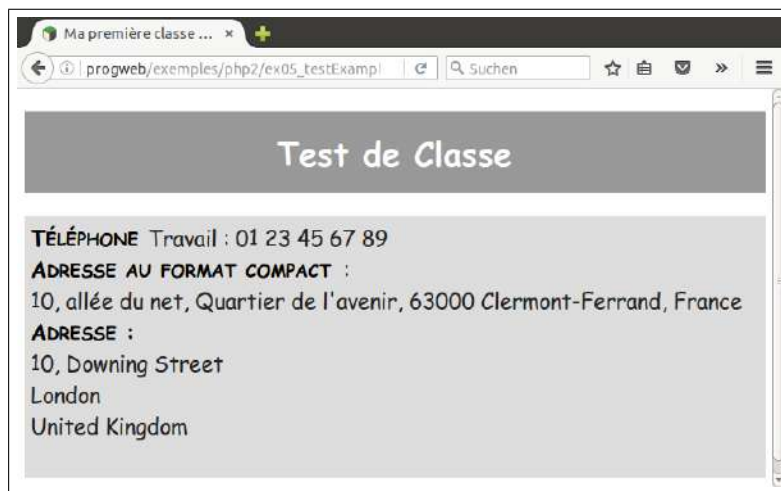 Ma première classe ...
progweb/exemples/php2/ex05_testExampl
Suchen
Test de Classe
TÉLÉPHONE Travail : 01 23 45 67 89
ADRESSE AU FORMAT COMPACT :
10, allée du net, Quartier de l'avenir, 63000 Clermont-Ferrand, France
ADRESSE :
10, Downing Street
London
United Kingdom